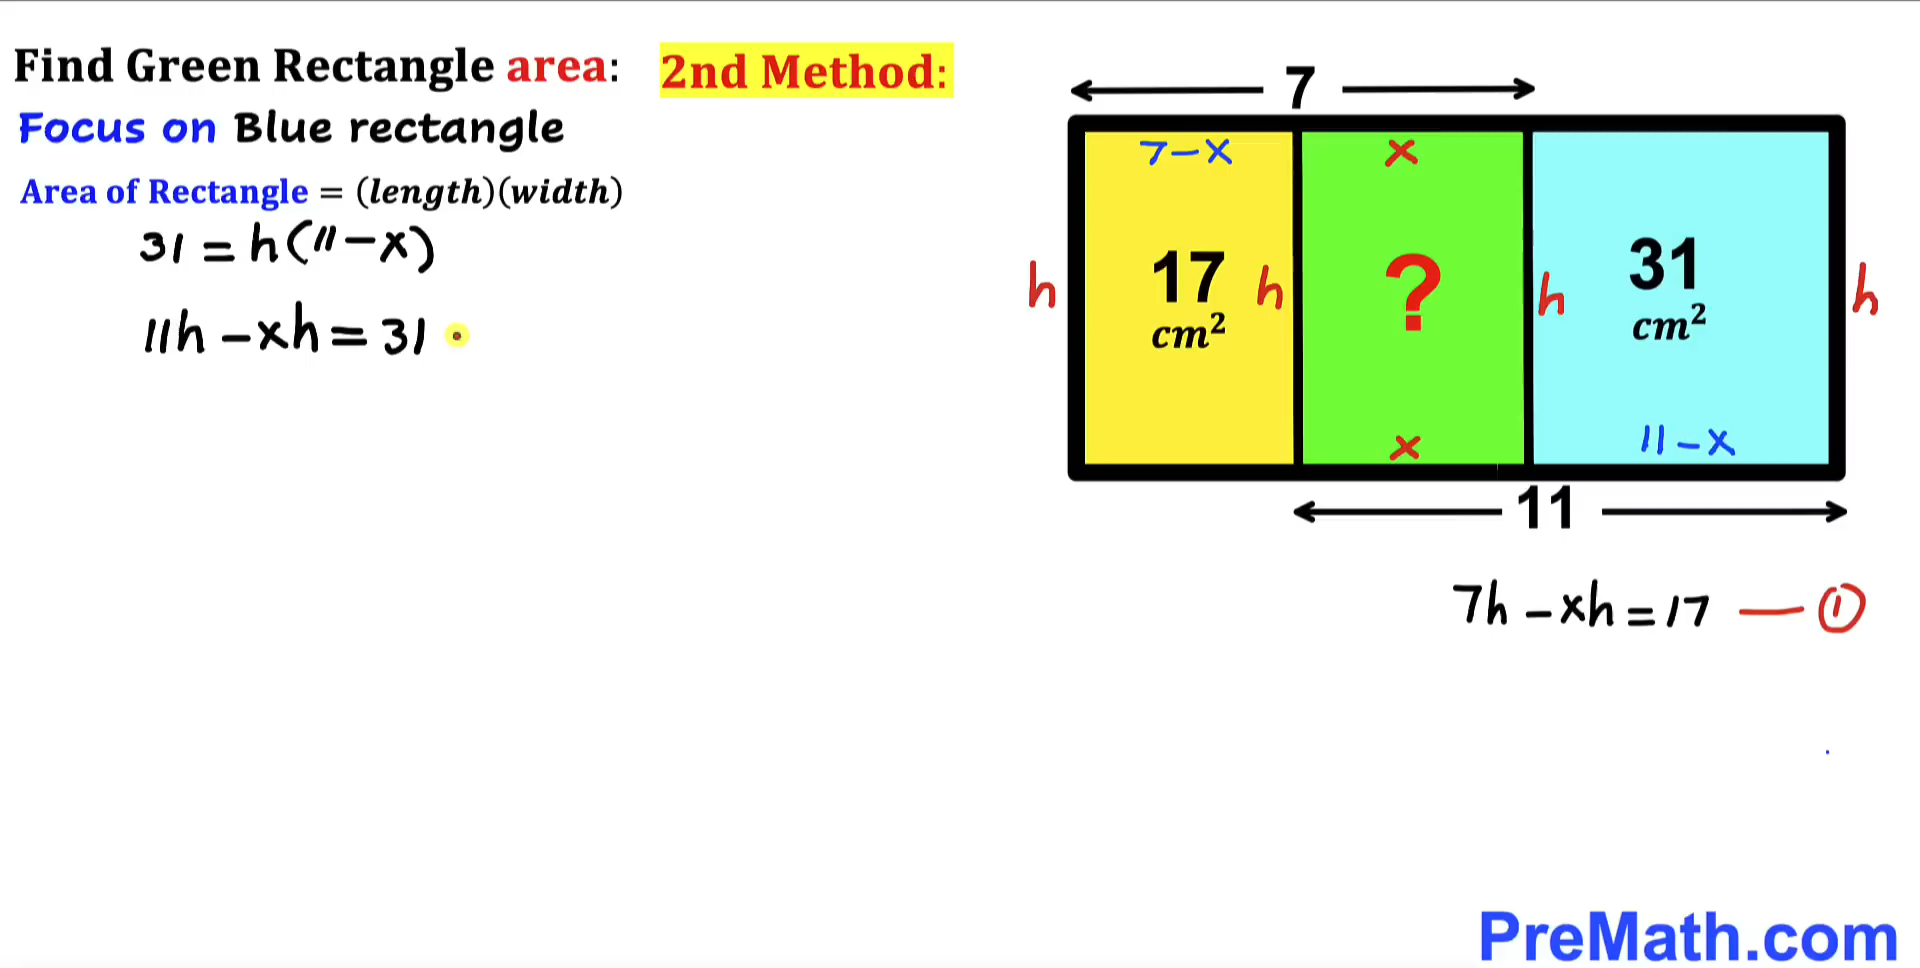 Find Green Rectangle area: 2nd Method:
Focus on Blue rectangle
Area of Rectangle = (length)(width)
31 = h(11-x)
11h - xh = 31
7
7-x x
17 cm²
h h ? h h
31 cm²
x 11-x
11
7h - xh = 17 — ①
PreMath.com